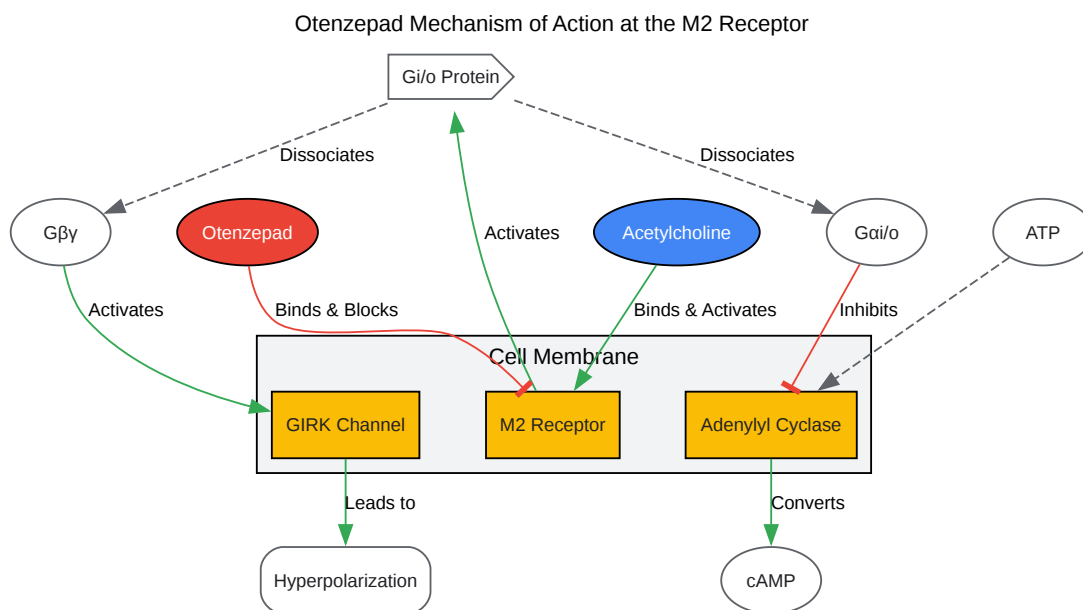 Otenzepad Mechanism of Action at the M2 Receptor
Gi/o Protein
Dissociates
Dissociates
Gβγ
Otenzepad
Activates
Acetylcholine
Gαi/o
ATP
Activates
Binds & Blocks
Binds & Activates
Inhibits
Cell Membrane
GIRK Channel
M2 Receptor
Adenylyl Cyclase
Leads to
Converts
Hyperpolarization
cAMP